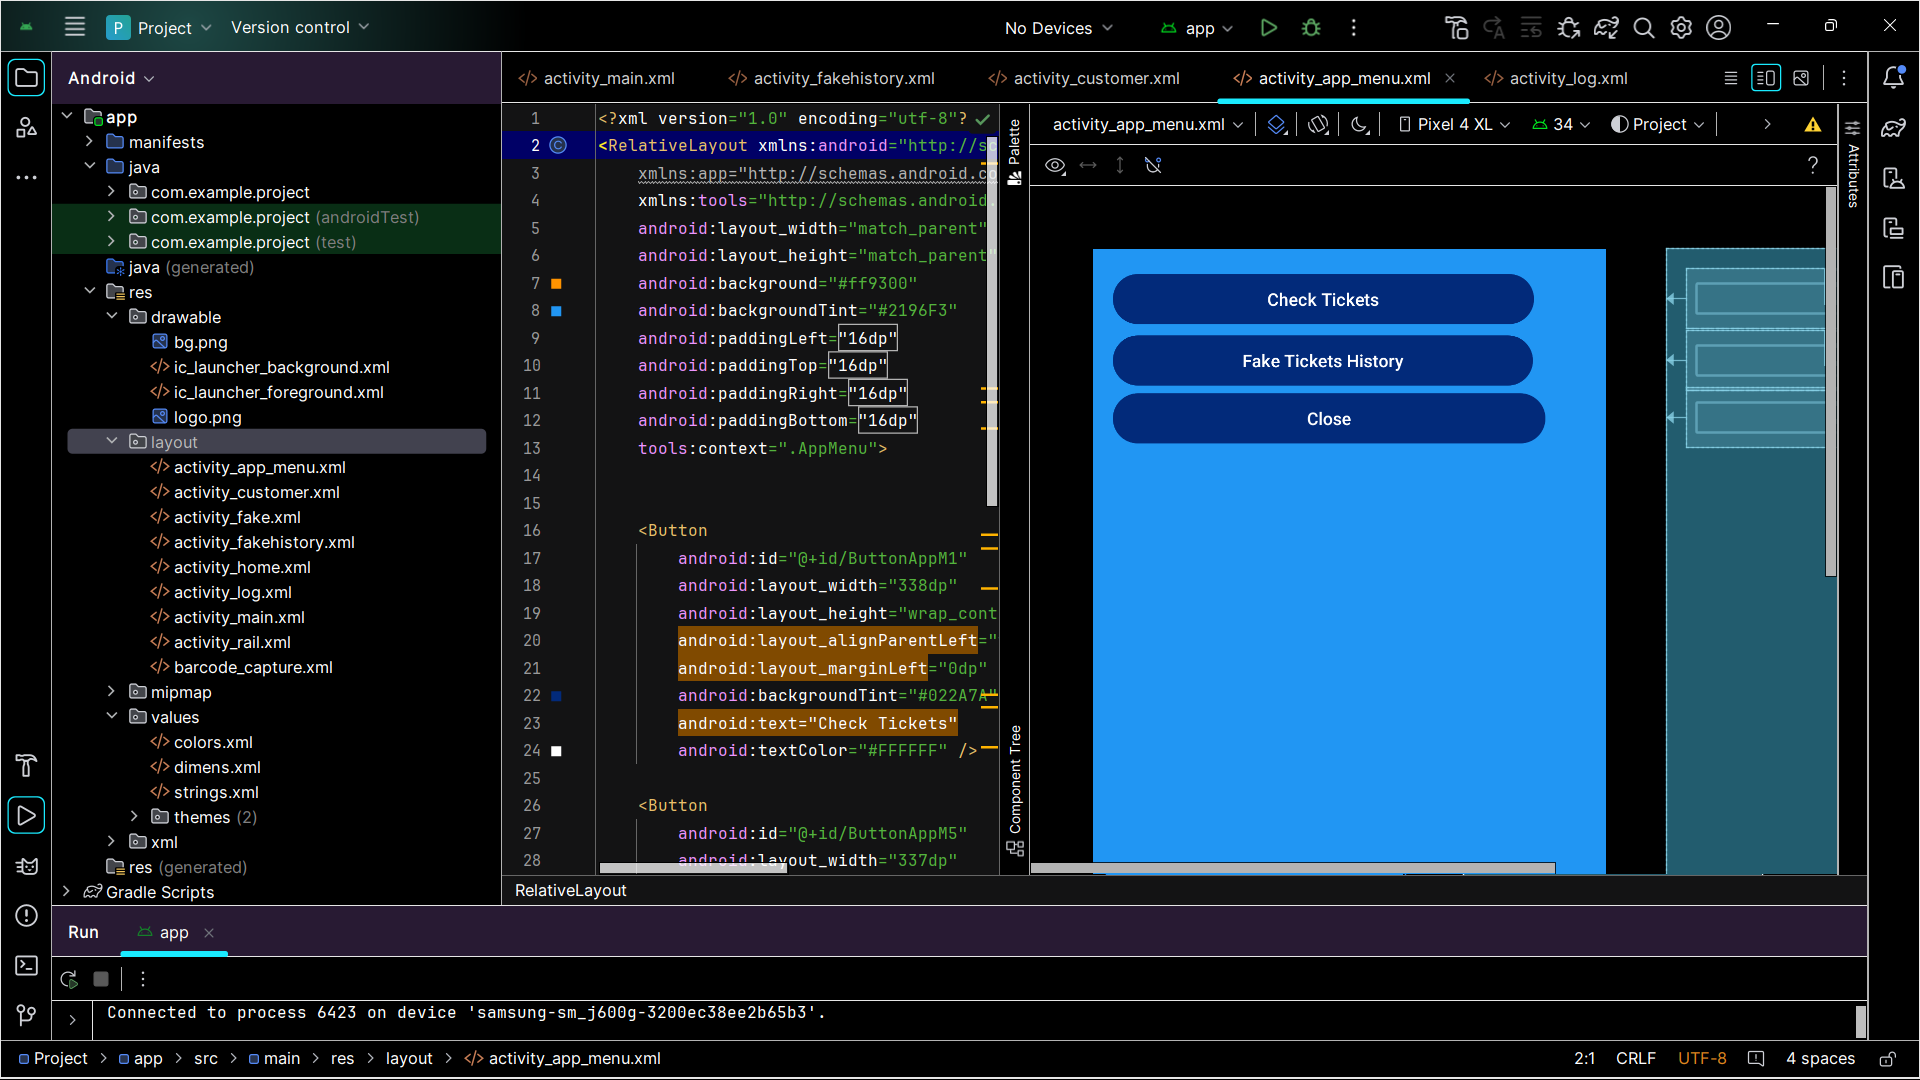 P Project Version control No Devices app
Android
activity_main.xml activity_fakehistory.xml activity_customer.xml activity_app_menu.xml activity_log.xml
app
manifests
java
com.example.project
com.example.project (androidTest)
com.example.project (test)
java (generated)
res
drawable
bg.png
ic_launcher_background.xml
ic_launcher_foreground.xml
logo.png
layout
activity_app_menu.xml
activity_customer.xml
activity_fake.xml
activity_fakehistory.xml
activity_home.xml
activity_log.xml
activity_main.xml
activity_rail.xml
barcode_capture.xml
mipmap
values
colors.xml
dimens.xml
strings.xml
themes (2)
xml
res (generated)
Gradle Scripts
1 <?xml version="1.0" encoding="utf-8"?
2 <RelativeLayout xmlns:android="http://sc
3 xmlns:app="http://schemas.android.co
4 xmlns:tools="http://schemas.android.
5 android:layout_width="match_parent"
6 android:layout_height="match_parent"
7 android:background="#ff9300"
8 android:backgroundTint="#2196F3"
9 android:paddingLeft="16dp"
10 android:paddingTop="16dp"
11 android:paddingRight="16dp"
12 android:paddingBottom="16dp"
13 tools:context=".AppMenu">
14
15
16 <Button
17 android:id="@+id/ButtonAppM1"
18 android:layout_width="338dp"
19 android:layout_height="wrap_cont
20 android:layout_alignParentLeft="
21 android:layout_marginLeft="0dp"
22 android:backgroundTint="#022A7A"
23 android:text="Check Tickets"
24 android:textColor="#FFFFFF" />
25
26 <Button
27 android:id="@+id/ButtonAppM5"
28 android:layout_width="337dp"
RelativeLayout
Palette
Component Tree
activity_app_menu.xml Pixel 4 XL 34 Project
?
Attributes
Check Tickets
Fake Tickets History
Close
Run app
Connected to process 6423 on device 'samsung-sm_j600g-3200ec38ee2b65b3'.
Project > app > src > main > res > layout > activity_app_menu.xml 2:1 CRLF UTF-8 4 spaces